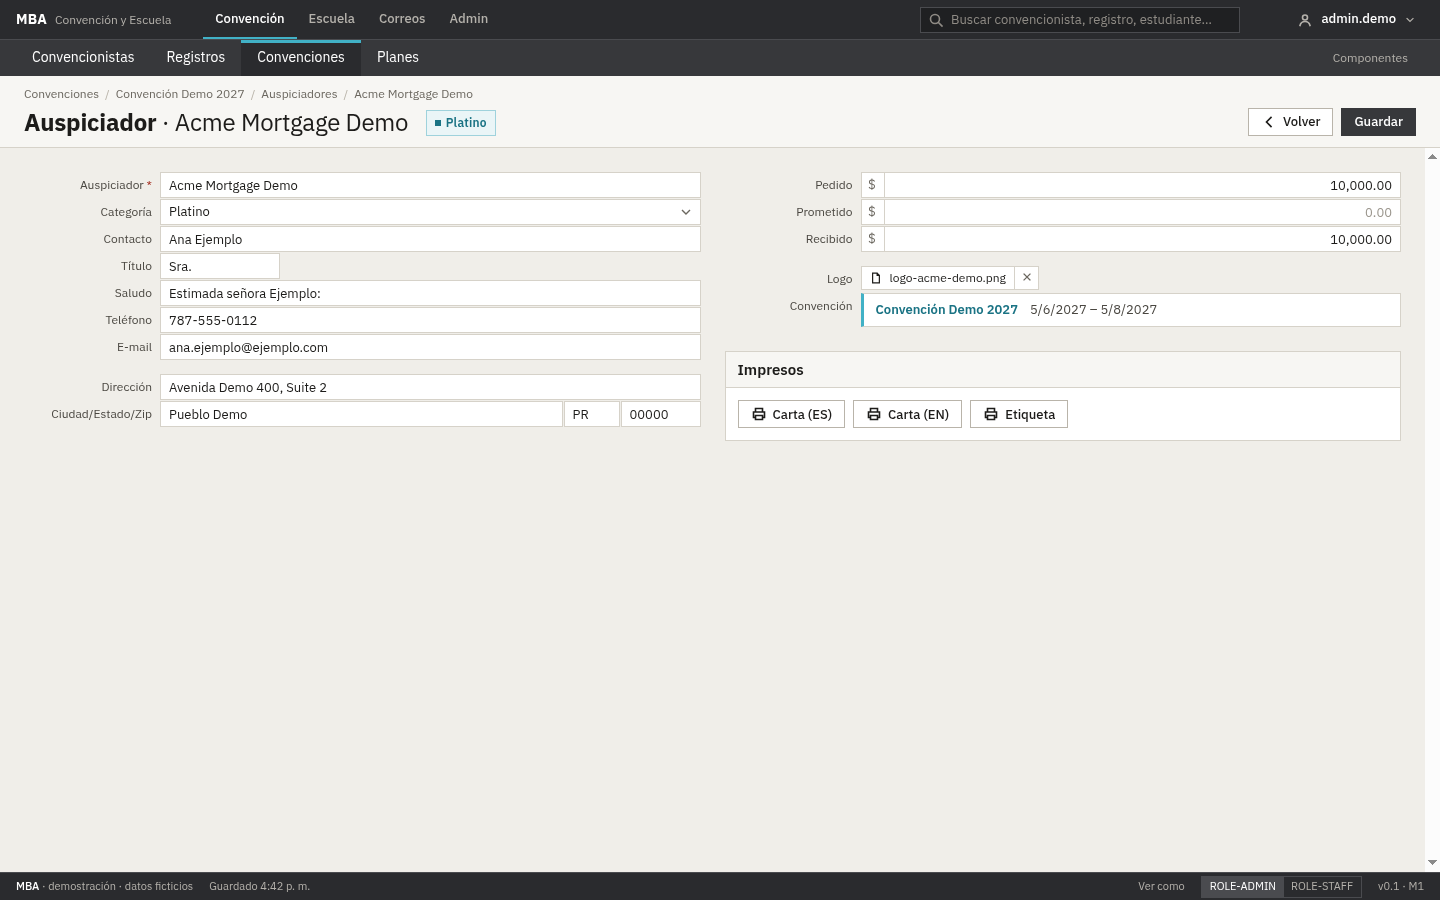 MBA Convención y Escuela Convención Escuela Correos Admin Buscar convencionista, registro, estudiante... admin.demo
Convencionistas Registros Convenciones Planes Componentes
Convenciones / Convención Demo 2027 / Auspiciadores / Acme Mortgage Demo
Auspiciador · Acme Mortgage Demo Platino Volver Guardar
Auspiciador * Acme Mortgage Demo
Categoría Platino
Contacto Ana Ejemplo
Título Sra.
Saludo Estimada señora Ejemplo:
Teléfono 787-555-0112
E-mail ana.ejemplo@ejemplo.com
Dirección Avenida Demo 400, Suite 2
Ciudad/Estado/Zip Pueblo Demo PR 00000
Pedido $ 10,000.00
Prometido $ 0.00
Recibido $ 10,000.00
Logo logo-acme-demo.png ×
Convención Convención Demo 2027 5/6/2027 – 5/8/2027
Impresos
Carta (ES) Carta (EN) Etiqueta
MBA · demostración · datos ficticios Guardado 4:42 p. m. Ver como ROLE-ADMIN ROLE-STAFF v0.1 · M1